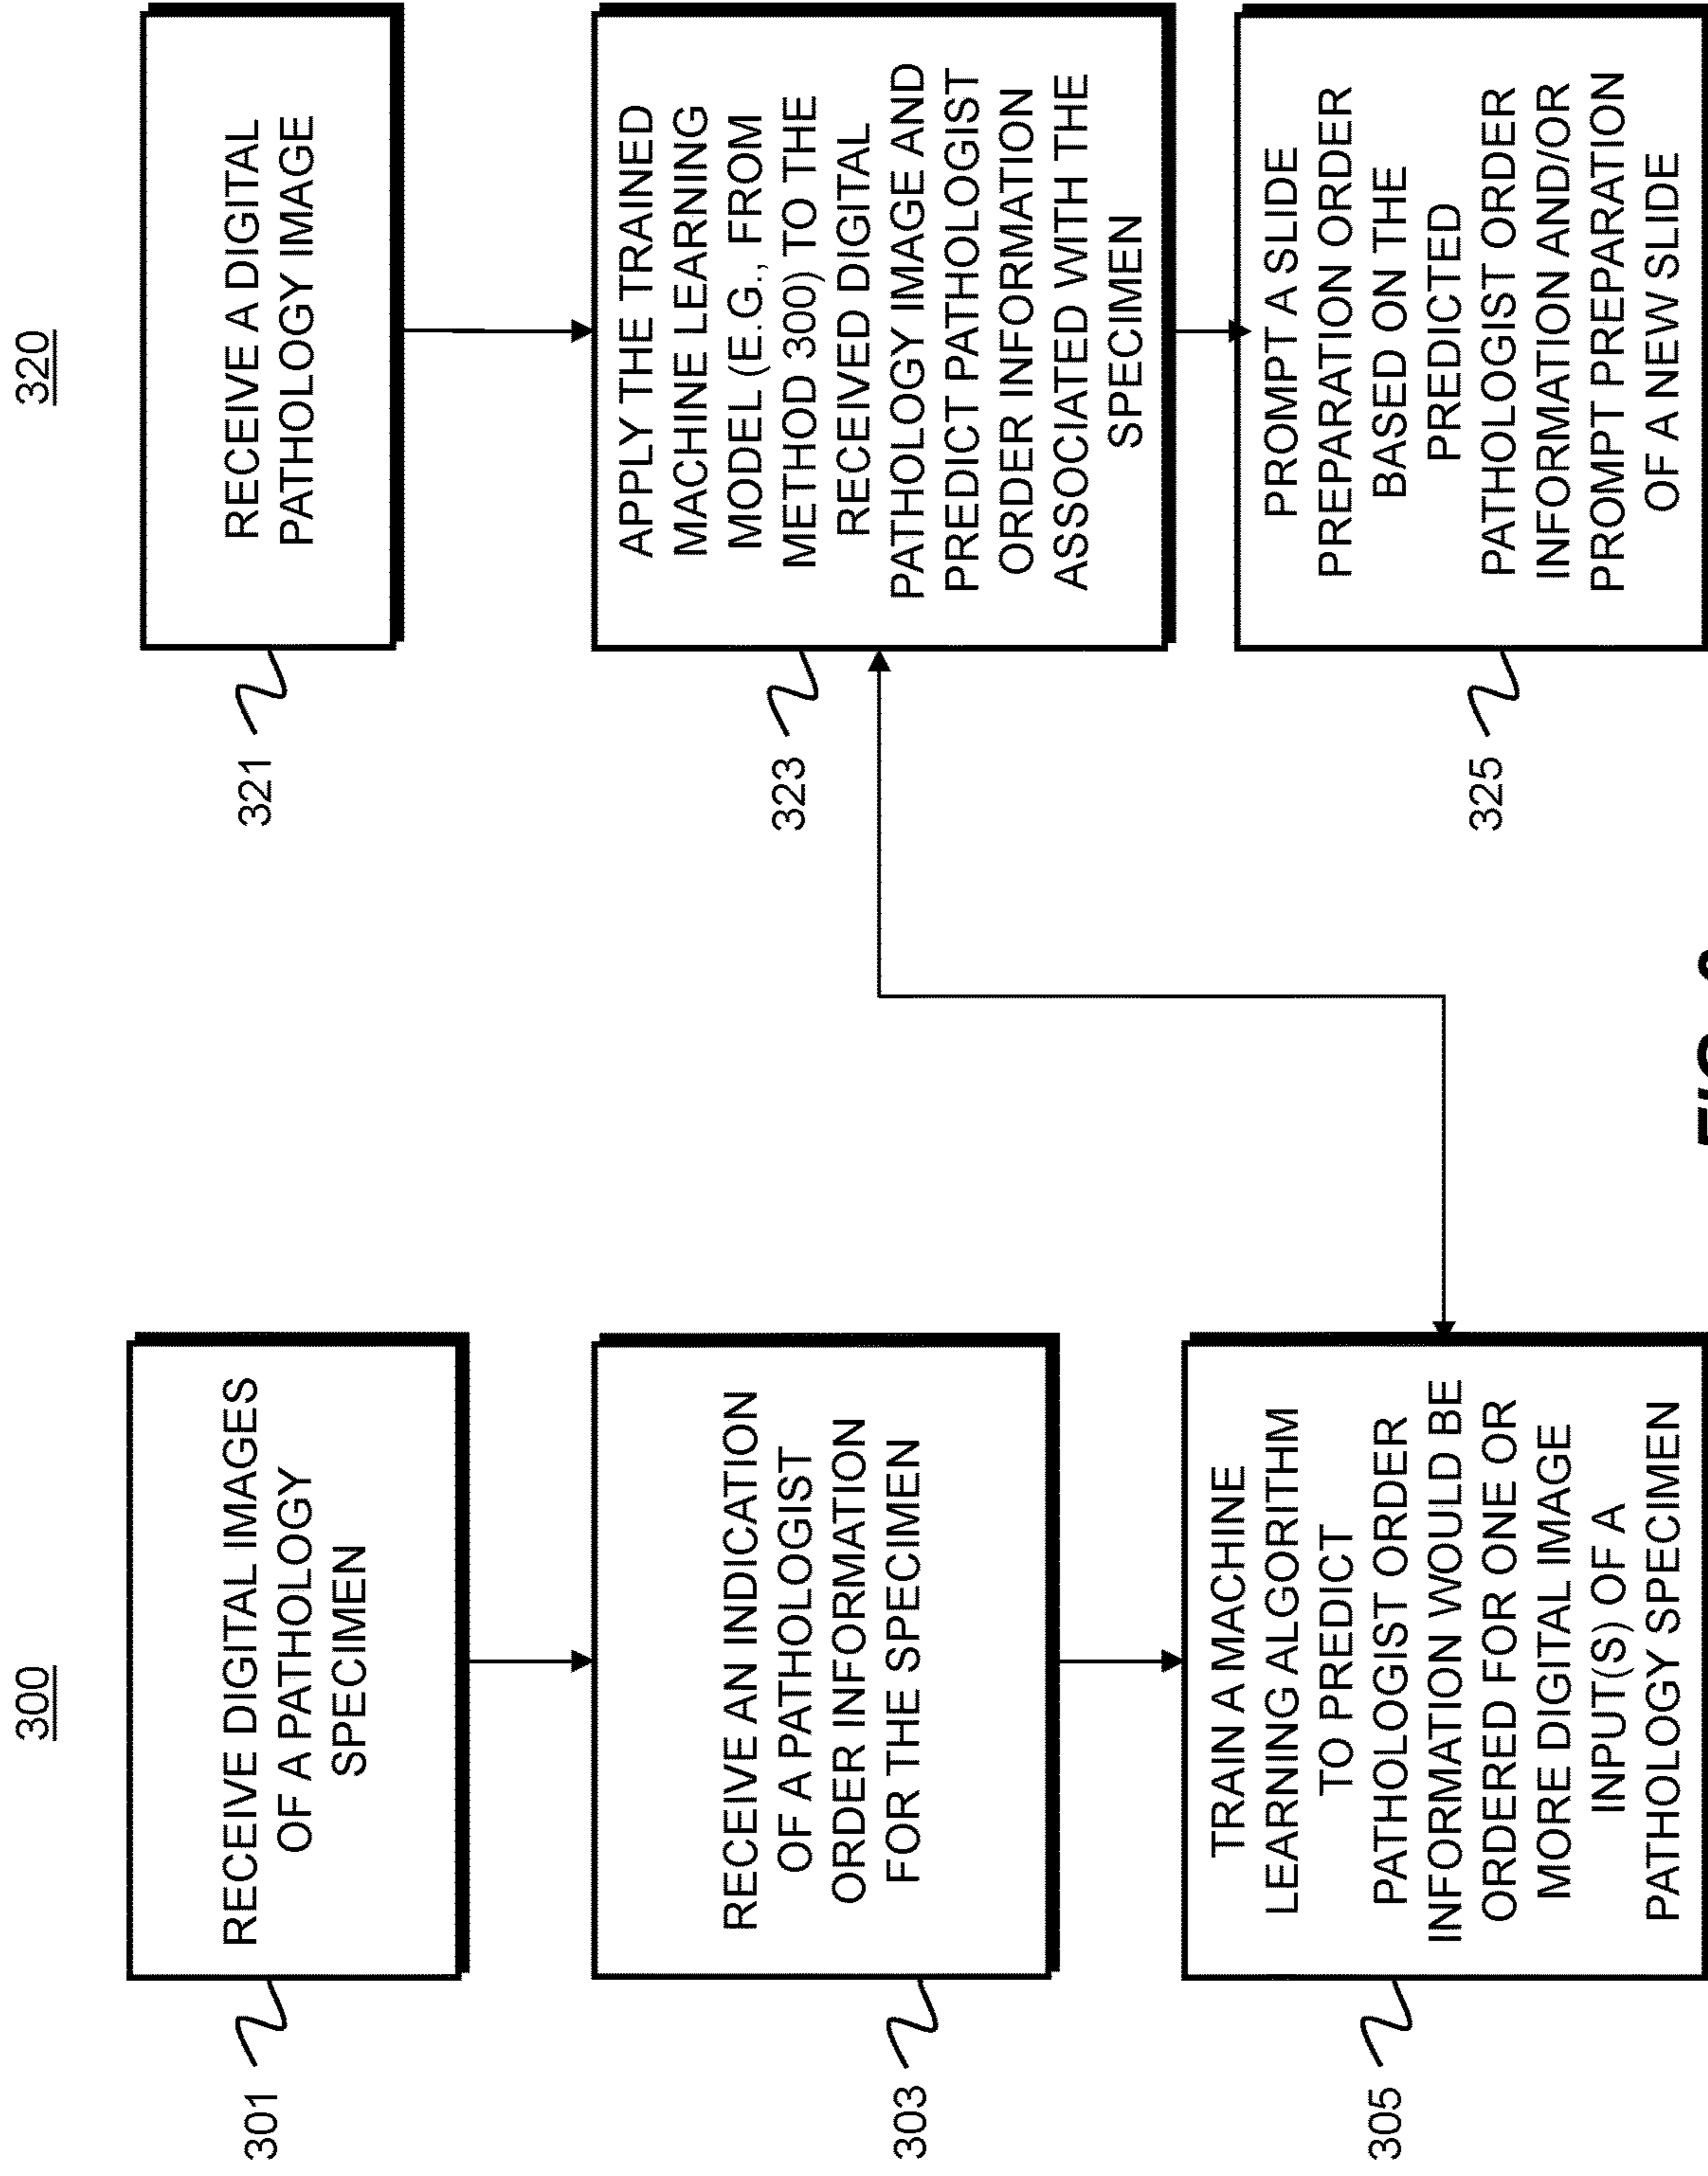 300
301
RECEIVE DIGITAL IMAGES
OF A PATHOLOGY
SPECIMEN
303
RECEIVE AN INDICATION
OF A PATHOLOGIST
ORDER INFORMATION
FOR THE SPECIMEN
305
TRAIN A MACHINE
LEARNING ALGORITHM
TO PREDICT
PATHOLOGIST ORDER
INFORMATION WOULD BE
ORDERED FOR ONE OR
MORE DIGITAL IMAGE
INPUT(S) OF A
PATHOLOGY SPECIMEN
320
321
RECEIVE A DIGITAL
PATHOLOGY IMAGE
323
APPLY THE TRAINED
MACHINE LEARNING
MODEL (E.G., FROM
METHOD 300) TO THE
RECEIVED DIGITAL
PATHOLOGY IMAGE AND
PREDICT PATHOLOGIST
ORDER INFORMATION
ASSOCIATED WITH THE
SPECIMEN
325
PROMPT A SLIDE
PREPARATION ORDER
BASED ON THE
PREDICTED
PATHOLOGIST ORDER
INFORMATION AND/OR
PROMPT PREPARATION
OF A NEW SLIDE
FIG.